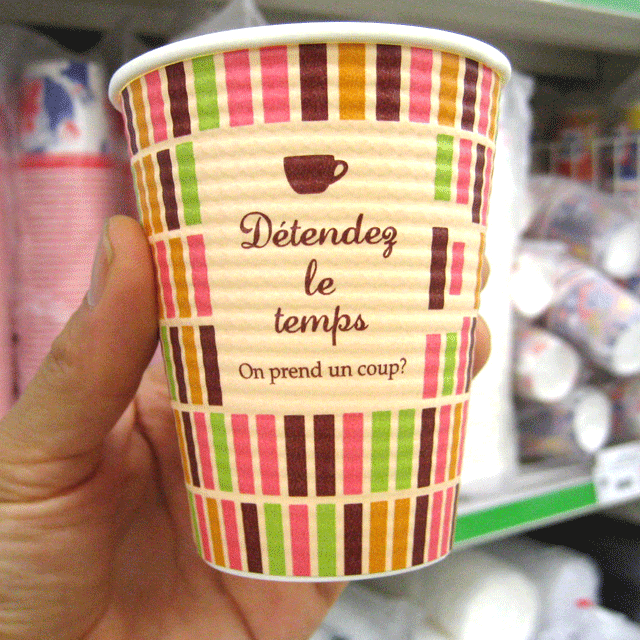 Détendez
le
temps
On prend un coup?